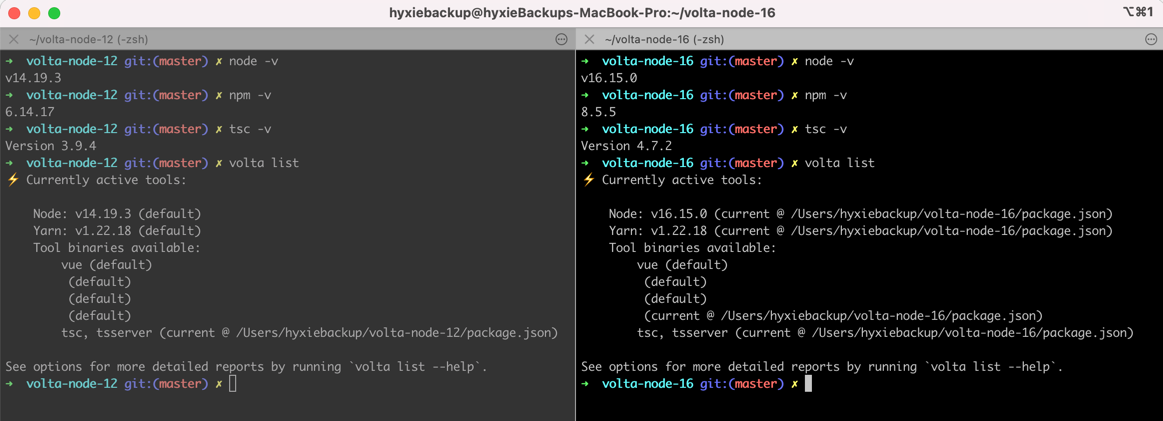 hyxiebackup@hyxieBackups-MacBook-Pro:~/volta-node-16
⌥⌘1
~/volta-node-12 (-zsh)
➜ volta-node-12 git:(master) ✗ node -v
v14.19.3
➜ volta-node-12 git:(master) ✗ npm -v
6.14.17
➜ volta-node-12 git:(master) ✗ tsc -v
Version 3.9.4
➜ volta-node-12 git:(master) ✗ volta list
⚡ Currently active tools:
Node: v14.19.3 (default)
Yarn: v1.22.18 (default)
Tool binaries available:
vue (default)
(default)
(default)
(default)
tsc, tsserver (current @ /Users/hyxiebackup/volta-node-12/package.json)
See options for more detailed reports by running `volta list --help`.
➜ volta-node-12 git:(master) ✗
~/volta-node-16 (-zsh)
➜ volta-node-16 git:(master) ✗ node -v
v16.15.0
➜ volta-node-16 git:(master) ✗ npm -v
8.5.5
➜ volta-node-16 git:(master) ✗ tsc -v
Version 4.7.2
➜ volta-node-16 git:(master) ✗ volta list
⚡ Currently active tools:
Node: v16.15.0 (current @ /Users/hyxiebackup/volta-node-16/package.json)
Yarn: v1.22.18 (current @ /Users/hyxiebackup/volta-node-16/package.json)
Tool binaries available:
vue (default)
(default)
(default)
(current @ /Users/hyxiebackup/volta-node-16/package.json)
tsc, tsserver (current @ /Users/hyxiebackup/volta-node-16/package.json)
See options for more detailed reports by running `volta list --help`.
➜ volta-node-16 git:(master) ✗